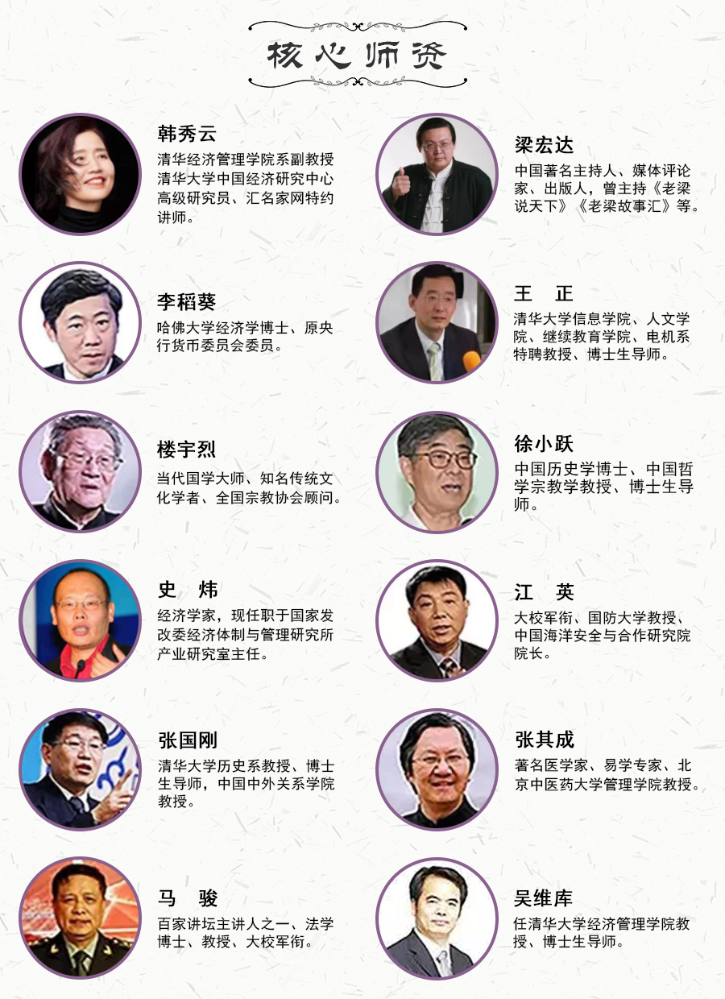 核心师资
韩秀云
清华经济管理学院系副教授
清华大学中国经济研究中心
高级研究员、汇名家网特约
讲师。
梁宏达
中国著名主持人、媒体评论
家、出版人，曾主持《老梁
说天下》《老梁故事汇》等。
李稻葵
哈佛大学经济学博士、原央
行货币委员会委员。
王 正
清华大学信息学院、人文学
院、继续教育学院、电机系
特聘教授、博士生导师。
楼宇烈
当代国学大师、知名传统文
化学者、全国宗教协会顾问。
徐小跃
中国历史学博士、中国哲
学宗教学教授、博士生导
师。
史 炜
经济学家，现任职于国家发
改委经济体制与管理研究所
产业研究室主任。
江 英
大校军衔、国防大学教授、
中国海洋安全与合作研究院
院长。
张国刚
清华大学历史系教授、博士
生导师，中国中外关系学院
教授。
张其成
著名医学家、易学专家、北
京中医药大学管理学院教授。
马 骏
百家讲坛主讲人之一、法学
博士、教授、大校军衔。
吴维库
任清华大学经济管理学院教
授、博士生导师。